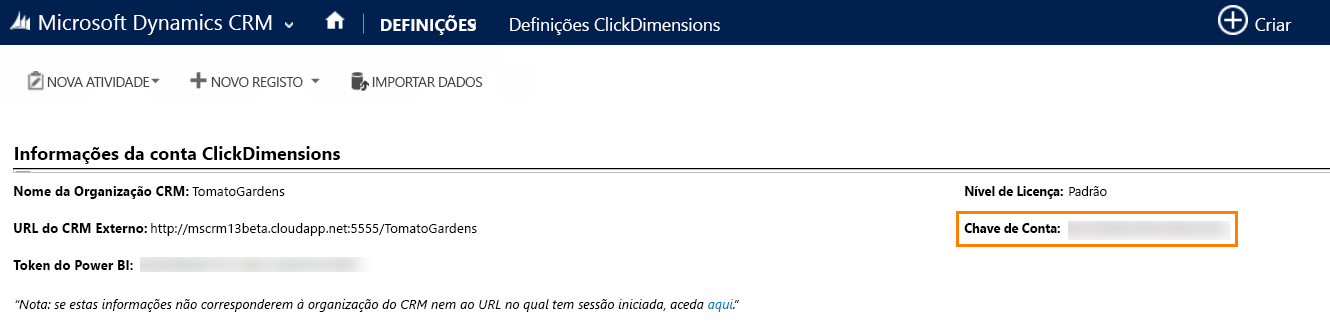 Microsoft Dynamics CRM DEFINIÇÕES Definições ClickDimensions Criar
NOVA ATIVIDADE NOVO REGISTO IMPORTAR DADOS
Informações da conta ClickDimensions
Nome da Organização CRM: TomatoGardens Nível de Licença: Padrão
URL do CRM Externo: http://mscrm13beta.cloudapp.net:5555/TomatoGardens Chave de Conta:
Token do Power BI:
"Nota: se estas informações não corresponderem à organização do CRM nem ao URL no qual tem sessão iniciada, aceda aqui."